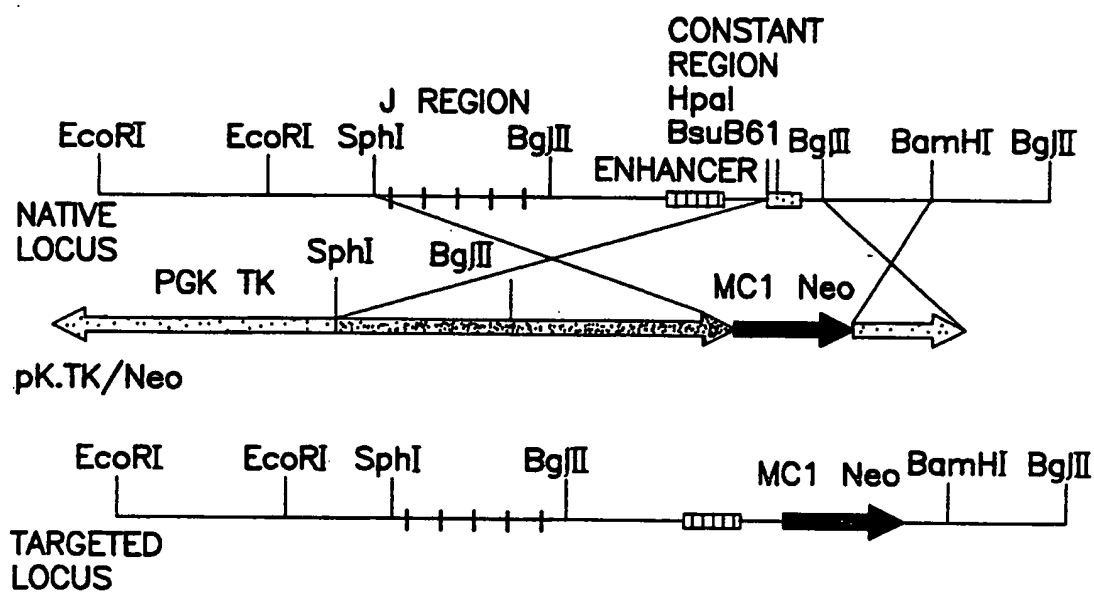 CONSTANT
REGION
HpaI
BsuB61
J REGION
EcoRI EcoRI SphI BglII ENHANCER BglII BamHI BglII
NATIVE
LOCUS
SphI BglII
PGK TK MC1 Neo
pK.TK/Neo
EcoRI EcoRI SphI BglII MC1 Neo BamHI BglII
TARGETED
LOCUS